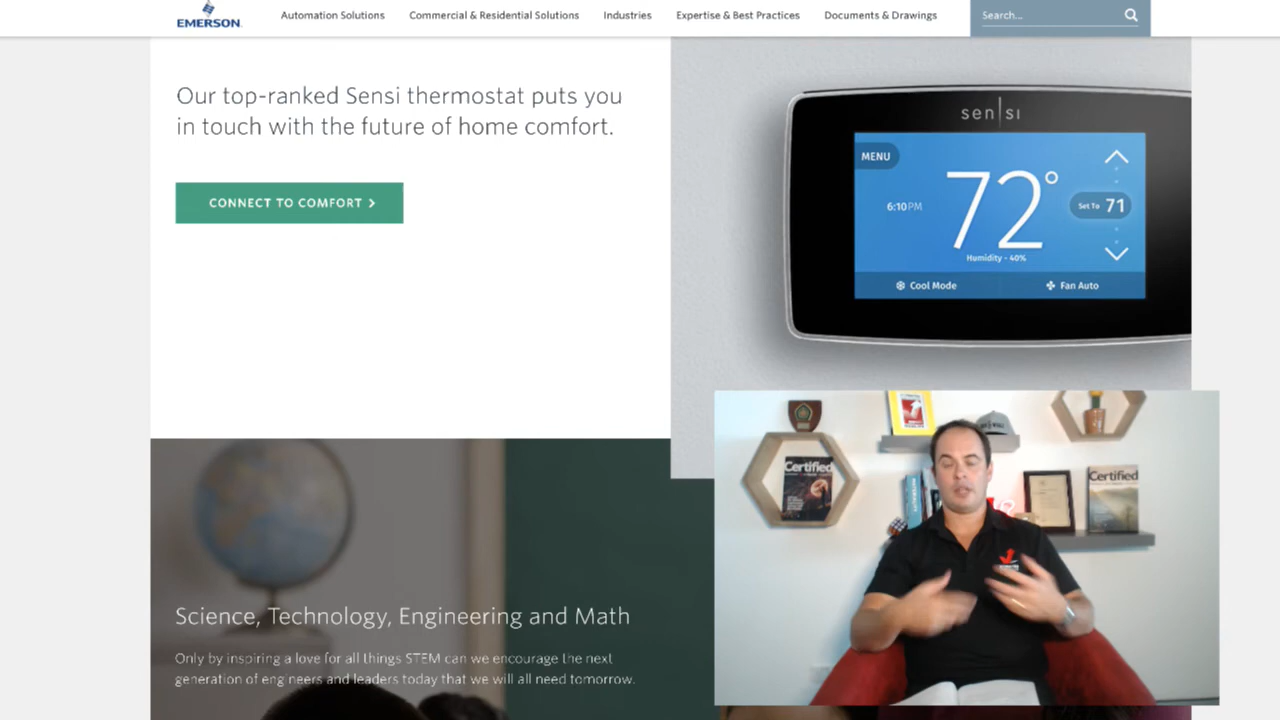 EMERSON
Automation Solutions
Commercial & Residential Solutions
Industries
Expertise & Best Practices
Documents & Drawings
Search...
Our top-ranked Sensi thermostat puts you
in touch with the future of home comfort.
CONNECT TO COMFORT >
sensi
MENU
6:10 PM
72°
Set To 71
Humidity - 40%
Cool Mode
Fan Auto
Certified
Certified
Science, Technology, Engineering and Math
Only by inspiring a love for all things STEM can we encourage the next
generation of engineers and leaders today that we will all need tomorrow.